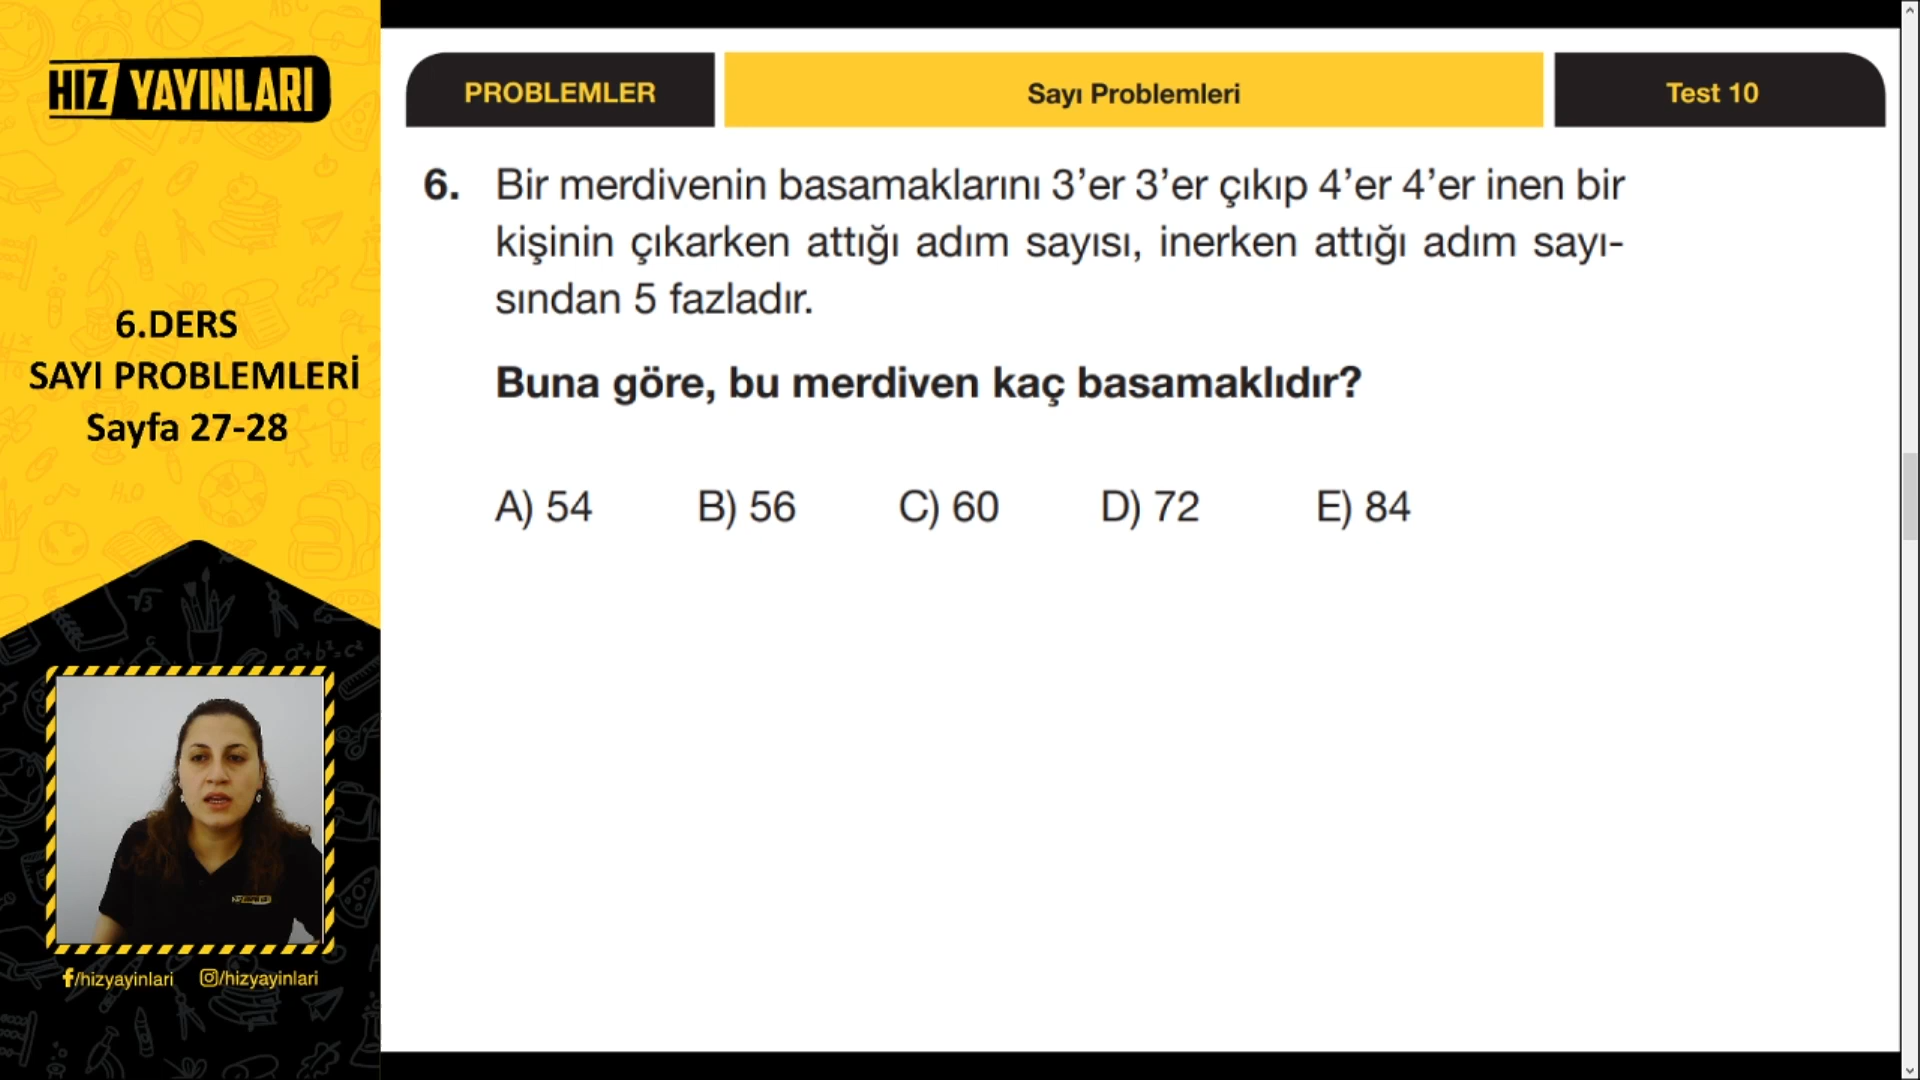 HIZ YAYINLARI
6.DERS
SAYI PROBLEMLERİ
Sayfa 27-28
f/hizyayinlari /hizyayinlari
PROBLEMLER
Sayı Problemleri
Test 10
6. Bir merdivenin basamaklarını 3’er 3’er çıkıp 4’er 4’er inen bir
kişinin çıkarken attığı adım sayısı, inerken attığı adım sayı-
sından 5 fazladır.
Buna göre, bu merdiven kaç basamaklıdır?
A) 54 B) 56 C) 60 D) 72 E) 84